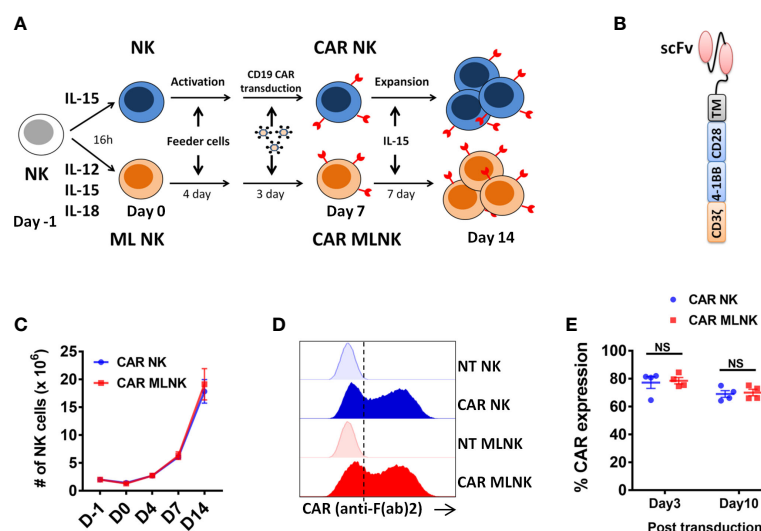 A
NK
CAR NK
IL-15
Activation
CD19 CAR
transduction
Expansion
16h
Feeder cells
IL-15
NK
IL-12
IL-15
IL-18
Day -1
Day 0
4 day
3 day
Day 7
7 day
ML NK
CAR MLNK
Day 14
B
scFv
TM
CD28
4-1BB
CD3ζ
C
CAR NK
CAR MLNK
# of NK cells (x 10⁶)
25
20
15
10
5
0
D-1
D0
D4
D7
D14
D
NT NK
CAR NK
NT MLNK
CAR MLNK
CAR (anti-F(ab)2)
E
CAR NK
CAR MLNK
% CAR expression
100
80
60
40
20
0
NS
NS
Day3
Day10
Post transduction